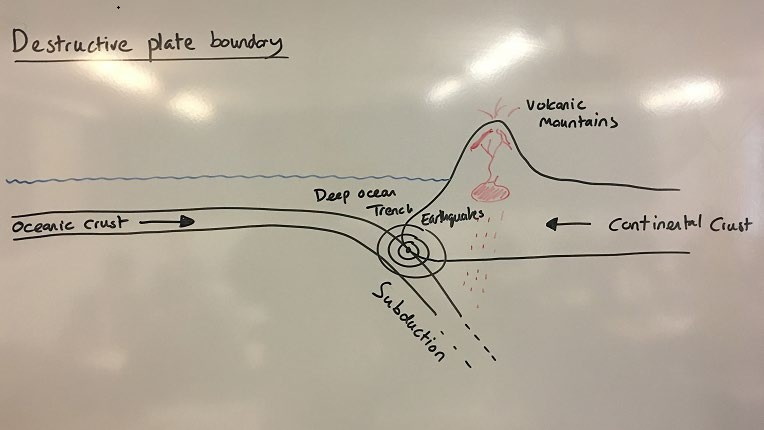 Destructive plate boundary
Volcanic
mountains
Deep ocean
Trench
Earthquakes
Oceanic Crust
Continental Crust
Subduction